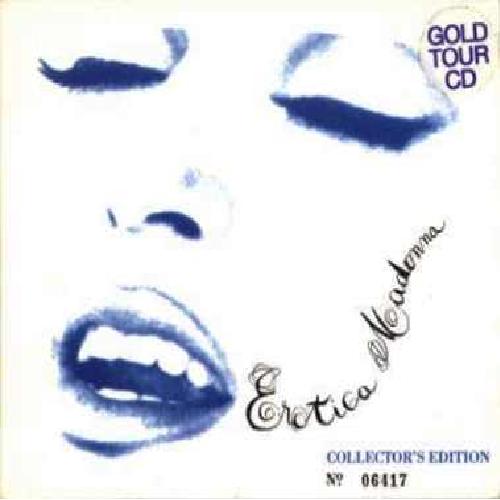 GOLD
TOUR
CD
Erotica Madonna
COLLECTOR'S EDITION
Nº 06417